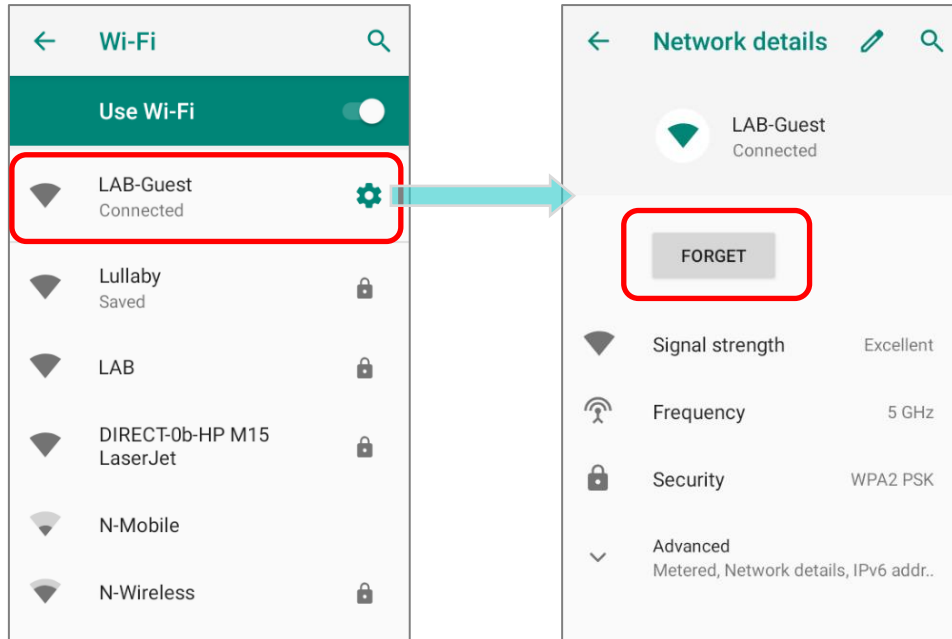 Wi-Fi
Use Wi-Fi
LAB-Guest
Connected
Lullaby
Saved
LAB
DIRECT-0b-HP M15
LaserJet
N-Mobile
N-Wireless
Network details
LAB-Guest
Connected
FORGET
Signal strength Excellent
Frequency 5 GHz
Security WPA2 PSK
Advanced
Metered, Network details, IPv6 addr..